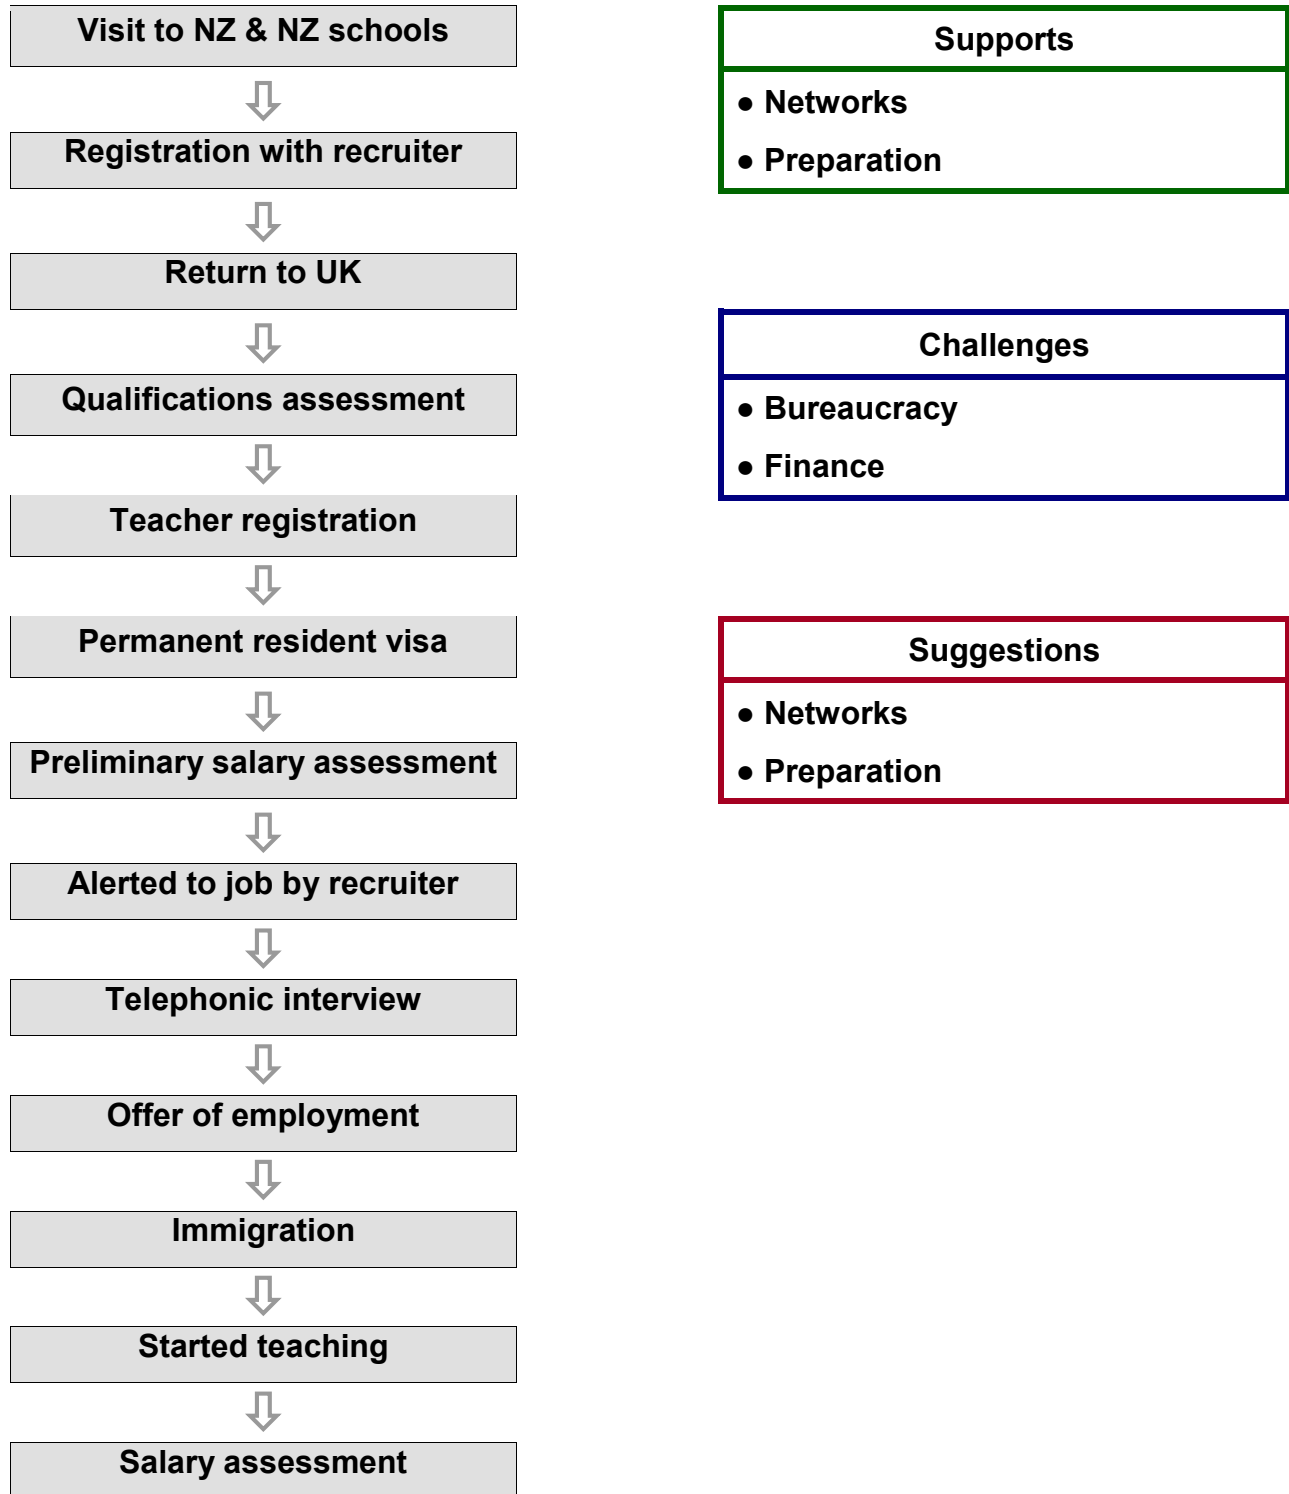 Visit to NZ & NZ schools
Registration with recruiter
Return to UK
Qualifications assessment
Teacher registration
Permanent resident visa
Preliminary salary assessment
Alerted to job by recruiter
Telephonic interview
Offer of employment
Immigration
Started teaching
Salary assessment
Supports
● Networks
● Preparation
Challenges
● Bureaucracy
● Finance
Suggestions
● Networks
● Preparation